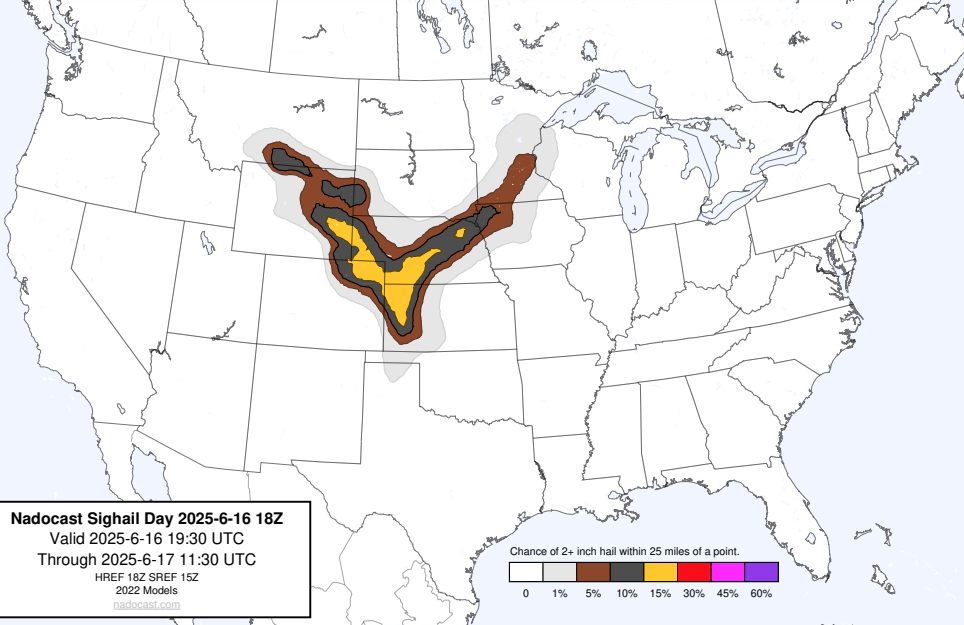 Nadocast Sighail Day 2025-6-16 18Z
Valid 2025-6-16 19:30 UTC
Through 2025-6-17 11:30 UTC
HREF 18Z SREF 15Z
2022 Models
nadocast.com
Chance of 2+ inch hail within 25 miles of a point.
0 1% 5% 10% 15% 30% 45% 60%